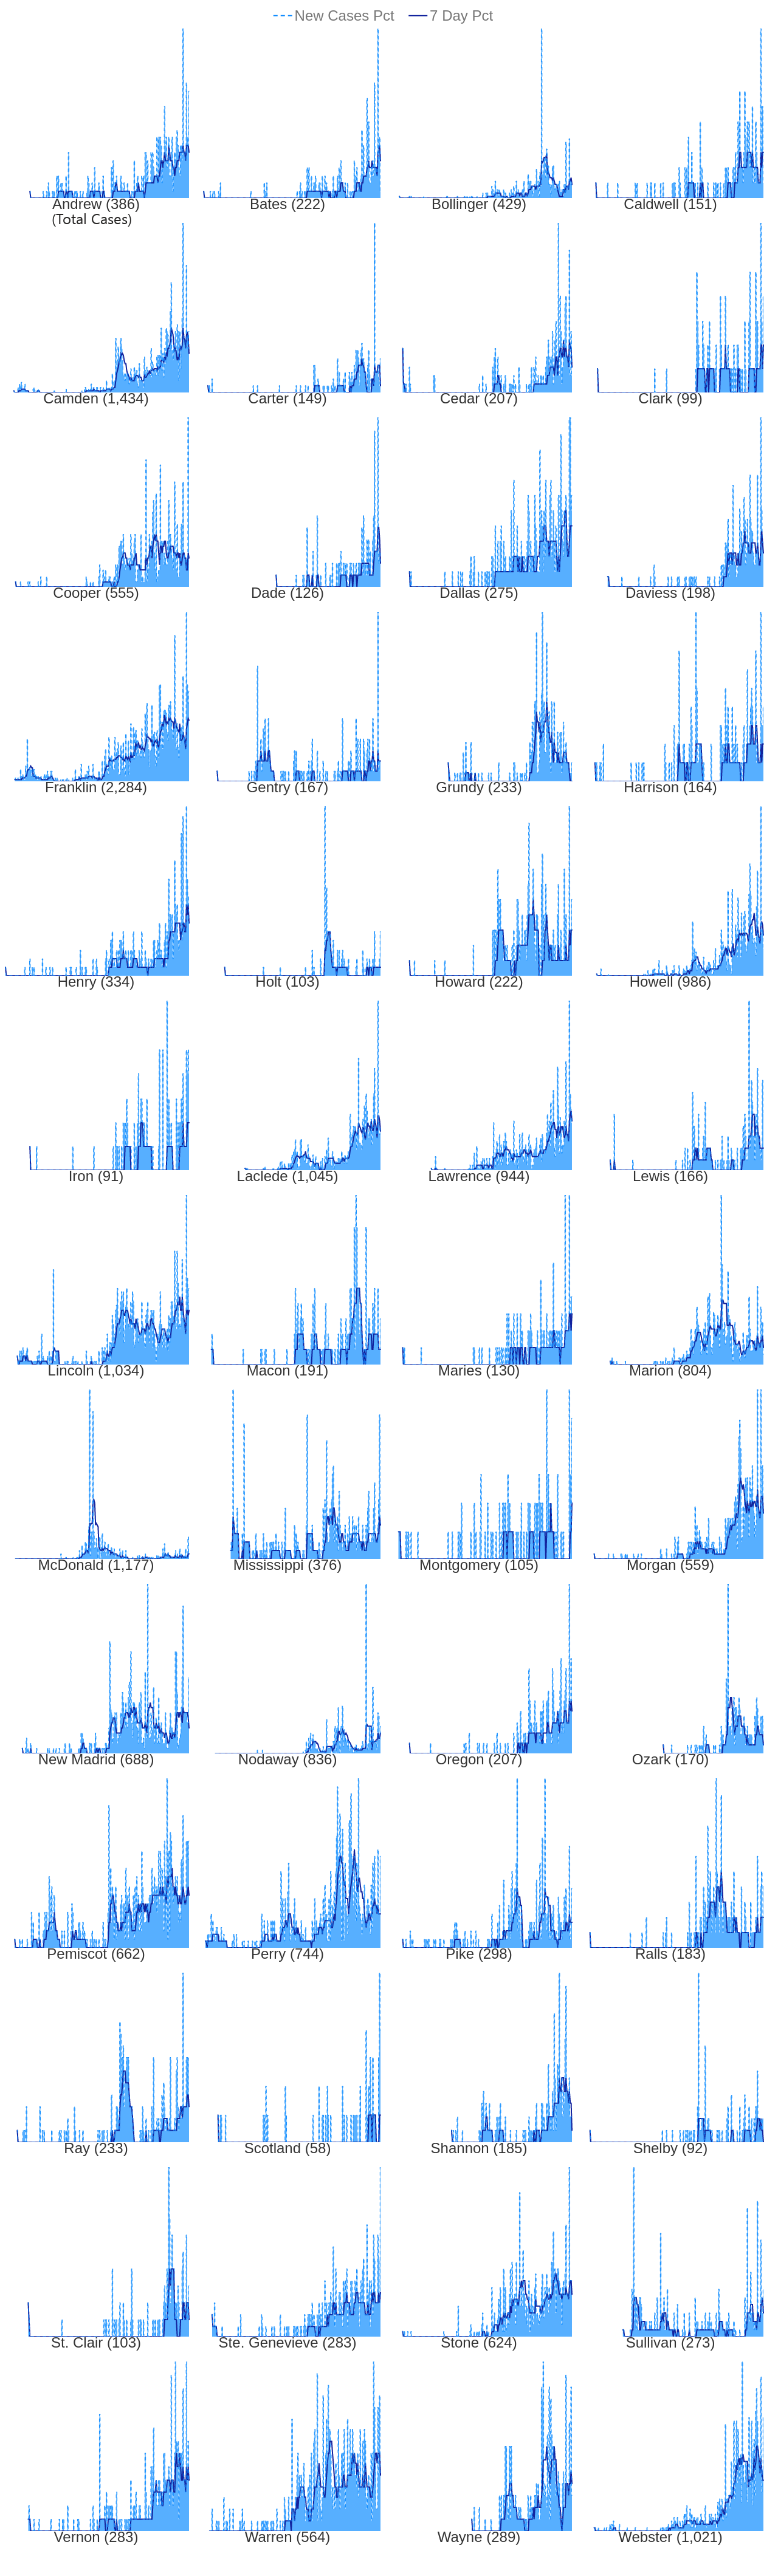 New Cases Pct 7 Day Pct
Andrew (386) Bates (222) Bollinger (429) Caldwell (151)
(Total Cases)
Camden (1,434) Carter (149) Cedar (207) Clark (99)
Cooper (555) Dade (126) Dallas (275) Daviess (198)
Franklin (2,284) Gentry (167) Grundy (233) Harrison (164)
Henry (334) Holt (103) Howard (222) Howell (986)
Iron (91) Laclede (1,045) Lawrence (944) Lewis (166)
Lincoln (1,034) Macon (191) Maries (130) Marion (804)
McDonald (1,177) Mississippi (376) Montgomery (105) Morgan (559)
New Madrid (688) Nodaway (836) Oregon (207) Ozark (170)
Pemiscot (662) Perry (744) Pike (298) Ralls (183)
Ray (233) Scotland (58) Shannon (185) Shelby (92)
St. Clair (103) Ste. Genevieve (283) Stone (624) Sullivan (273)
Vernon (283) Warren (564) Wayne (289) Webster (1,021)